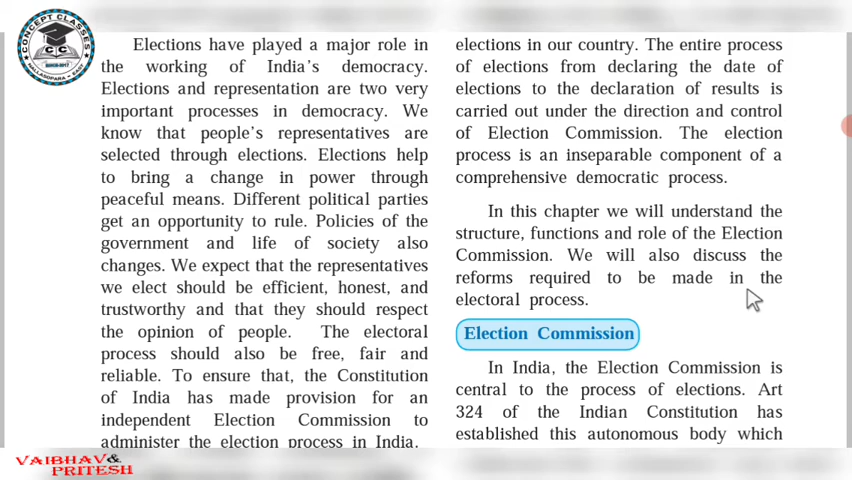 CONCEPT CLASSES
CC
NALLASOPARA - EAST
Elections have played a major role in
the working of India's democracy.
Elections and representation are two very
important processes in democracy. We
know that people's representatives are
selected through elections. Elections help
to bring a change in power through
peaceful means. Different political parties
get an opportunity to rule. Policies of the
government and life of society also
changes. We expect that the representatives
we elect should be efficient, honest, and
trustworthy and that they should respect
the opinion of people. The electoral
process should also be free, fair and
reliable. To ensure that, the Constitution
of India has made provision for an
independent Election Commission to
administer the election process in India.
elections in our country. The entire process
of elections from declaring the date of
elections to the declaration of results is
carried out under the direction and control
of Election Commission. The election
process is an inseparable component of a
comprehensive democratic process.
In this chapter we will understand the
structure, functions and role of the Election
Commission. We will also discuss the
reforms required to be made in the
electoral process.
Election Commission
In India, the Election Commission is
central to the process of elections. Art
324 of the Indian Constitution has
established this autonomous body which
VAIBHAV&
PRITESH